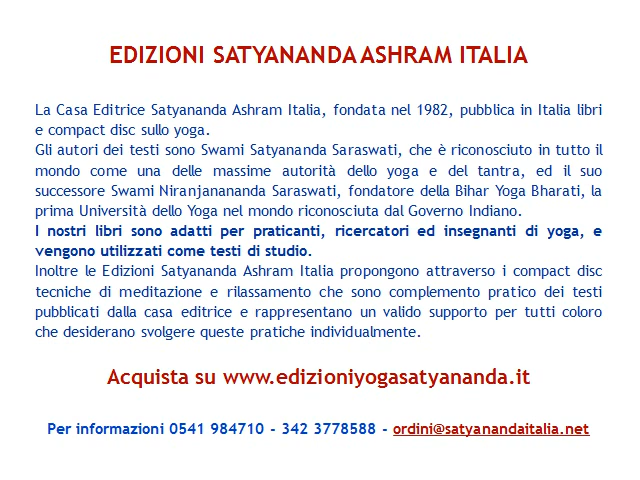 EDIZIONI SATYANANDA ASHRAM ITALIA
La Casa Editrice Satyananda Ashram Italia, fondata nel 1982, pubblica in Italia libri
e compact disc sullo yoga.
Gli autori dei testi sono Swami Satyananda Saraswati, che è riconosciuto in tutto il
mondo come una delle massime autorità dello yoga e del tantra, ed il suo
successore Swami Niranjanananda Saraswati, fondatore della Bihar Yoga Bharati, la
prima Università dello Yoga nel mondo riconosciuta dal Governo Indiano.
I nostri libri sono adatti per praticanti, ricercatori ed insegnanti di yoga, e
vengono utilizzati come testi di studio.
Inoltre le Edizioni Satyananda Ashram Italia propongono attraverso i compact disc
tecniche di meditazione e rilassamento che sono complemento pratico dei testi
pubblicati dalla casa editrice e rappresentano un valido supporto per tutti coloro
che desiderano svolgere queste pratiche individualmente.
Acquista su www.edizioniyogasatyananda.it
Per informazioni 0541 984710 - 342 3778588 - ordini@satyanandaitalia.net